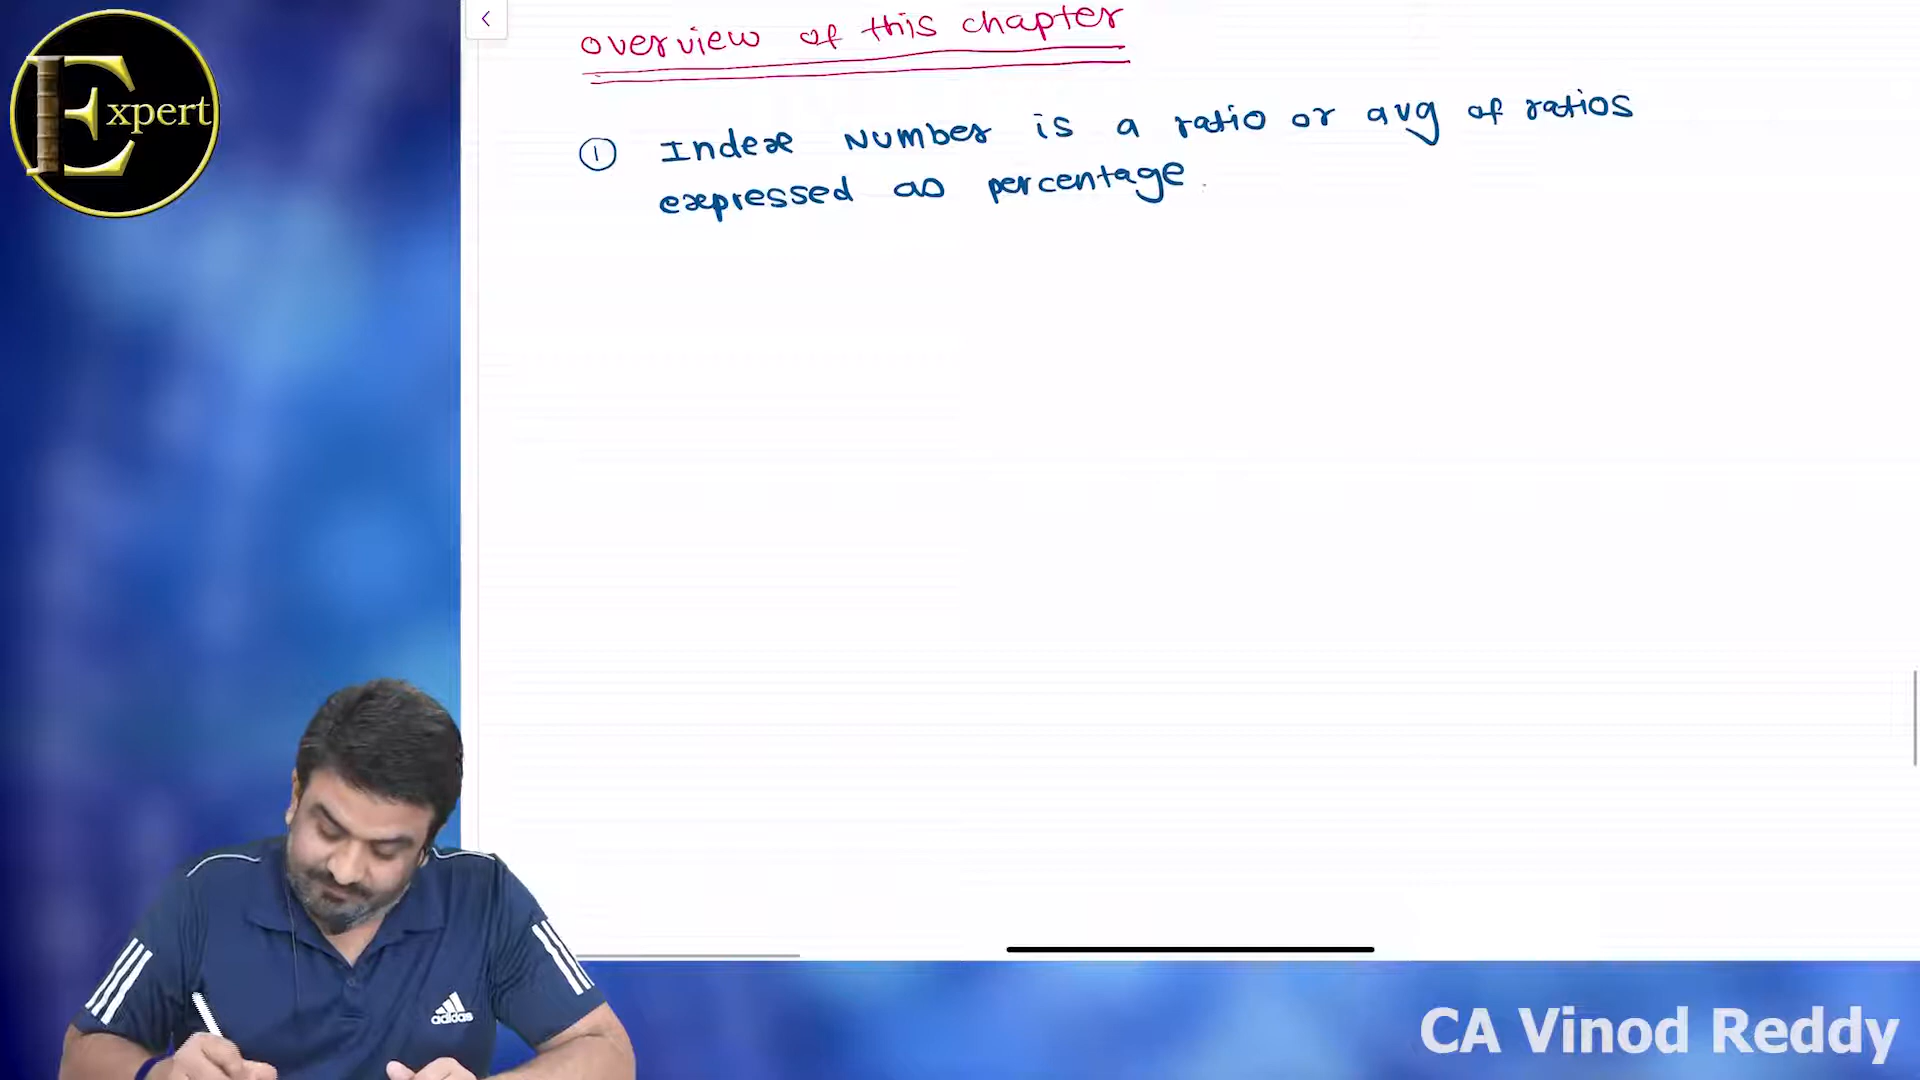 Expert
overview of this chapter
① Index Number is a ratio or avg of ratios
expressed as percentage.
adidas
CA Vinod Reddy